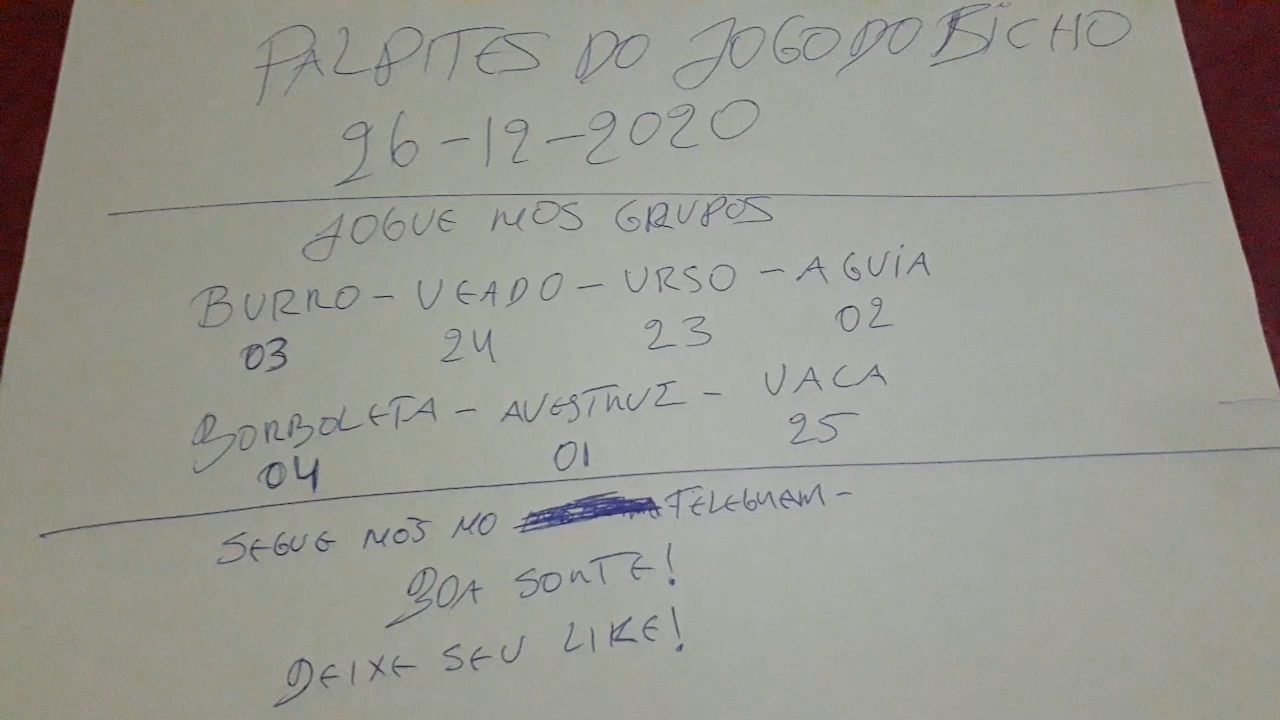 PALPITES DO JOGO DO BICHO
26-12-2020
JOGUE NOS GRUPOS
BURRO - VEADO - URSO - AGUIA
03 24 23 02
BORBOLETA - AVESTRUZ - VACA
04 01 25
SEGUE NOS NO TELEGRAM -
BOA SORTE!
DEIXE SEU LIKE!